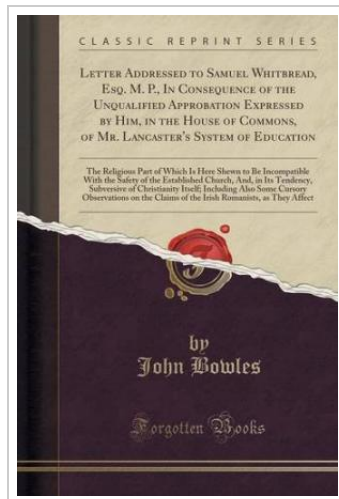 CLASSIC REPRINT SERIES
LETTER ADDRESSED TO SAMUEL WHITBREAD,
ESQ. M. P., IN CONSEQUENCE OF THE
UNQUALIFIED APPROBATION EXPRESSED
BY HIM, IN THE HOUSE OF COMMONS,
OF MR. LANCASTER'S SYSTEM OF EDUCATION
The Religious Part of Which Is Here Shewn to Be Incompatible
With the Safety of the Established Church, And, in Its Tendency,
Subversive of Christianity Itself; Including Also Some Cursory
Observations on the Claims of the Irish Romanists, as They Affect
by
John Bowles
Forgotten Books